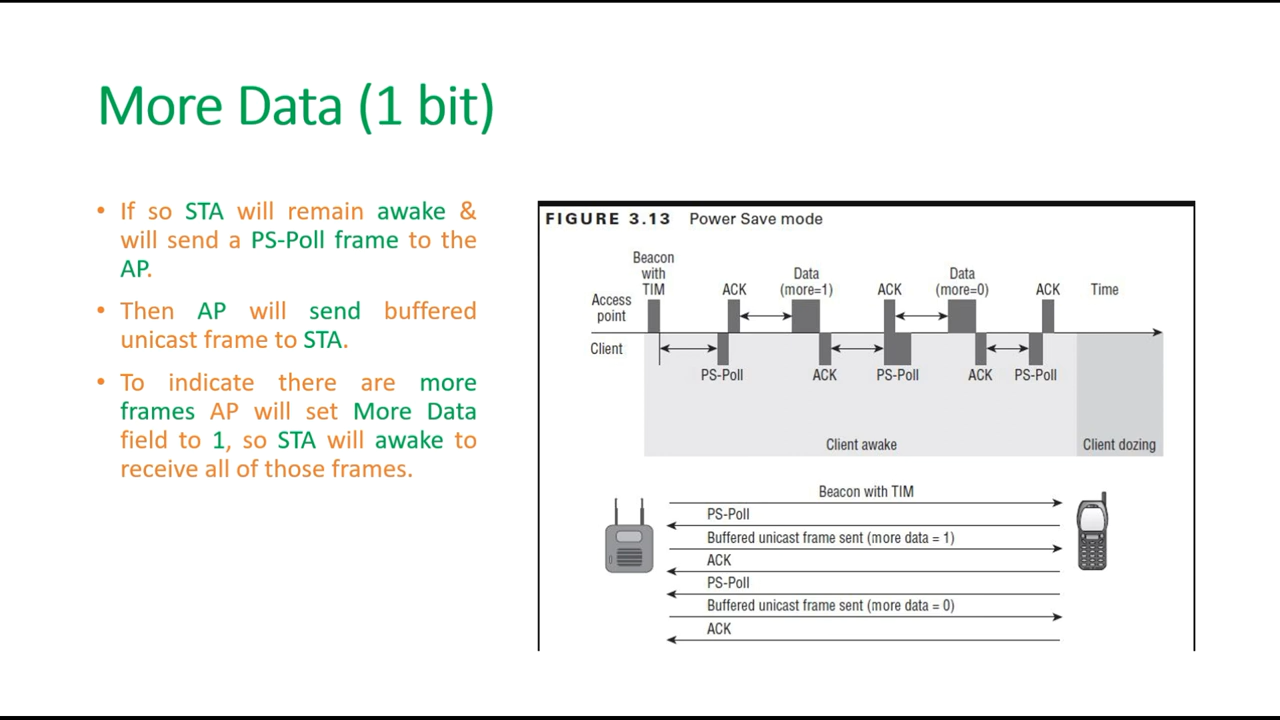 More Data (1 bit)
• If so STA will remain awake &
will send a PS-Poll frame to the
AP.
• Then AP will send buffered
unicast frame to STA.
• To indicate there are more
frames AP will set More Data
field to 1, so STA will awake to
receive all of those frames.
FIGURE 3.13 Power Save mode
Beacon
with
TIM
ACK
Data
(more=1)
ACK
Data
(more=0)
ACK
Time
Access
point
Client
PS-Poll
ACK
PS-Poll
ACK
PS-Poll
Client awake
Client dozing
Beacon with TIM
PS-Poll
Buffered unicast frame sent (more data = 1)
ACK
PS-Poll
Buffered unicast frame sent (more data = 0)
ACK